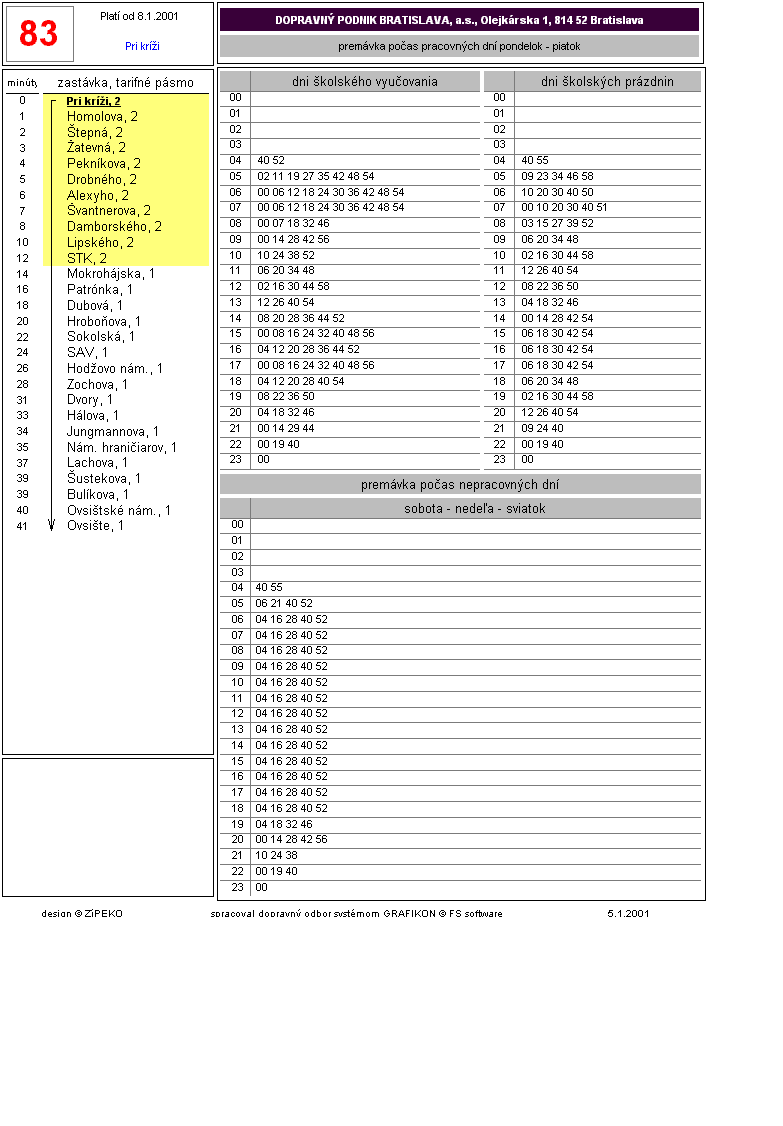 83
Platí od 8.1.2001
Pri kríži
DOPRAVNÝ PODNIK BRATISLAVA, a.s., Olejkárska 1, 814 52 Bratislava
premávka počas pracovných dní pondelok - piatok
minúty zastávka, tarifné pásmo
0 Pri kríži, 2
1 Homolova, 2
2 Štepná, 2
3 Žatevná, 2
4 Pekníkova, 2
5 Drobného, 2
6 Alexyho, 2
7 Švantnerova, 2
8 Damborského, 2
10 Lipského, 2
12 STK, 2
14 Mokrohájska, 1
16 Patrónka, 1
18 Dubová, 1
20 Hroboňova, 1
22 Sokolská, 1
24 SAV, 1
26 Hodžovo nám., 1
28 Zochova, 1
31 Dvory, 1
33 Hálova, 1
34 Jungmannova, 1
35 Nám. hraničiarov, 1
37 Lachova, 1
39 Šustekova, 1
39 Bulíkova, 1
40 Ovsištské nám., 1
41 Ovsište, 1
dni školského vyučovania
00
01
02
03
04 40 52
05 02 11 19 27 35 42 48 54
06 00 06 12 18 24 30 36 42 48 54
07 00 06 12 18 24 30 36 42 48 54
08 00 07 18 32 46
09 00 14 28 42 56
10 10 24 38 52
11 06 20 34 48
12 02 16 30 44 58
13 12 26 40 54
14 08 20 28 36 44 52
15 00 08 16 24 32 40 48 56
16 04 12 20 28 36 44 52
17 00 08 16 24 32 40 48 56
18 04 12 20 28 40 54
19 08 22 36 50
20 04 18 32 46
21 00 14 29 44
22 00 19 40
23 00
dni školských prázdnin
00
01
02
03
04 40 55
05 09 23 34 46 58
06 10 20 30 40 50
07 00 10 20 30 40 51
08 03 15 27 39 52
09 06 20 34 48
10 02 16 30 44 58
11 12 26 40 54
12 08 22 36 50
13 04 18 32 46
14 00 14 28 42 54
15 06 18 30 42 54
16 06 18 30 42 54
17 06 18 30 42 54
18 06 20 34 48
19 02 16 30 44 58
20 12 26 40 54
21 09 24 40
22 00 19 40
23 00
premávka počas nepracovných dní
sobota - nedeľa - sviatok
00
01
02
03
04 40 55
05 06 21 40 52
06 04 16 28 40 52
07 04 16 28 40 52
08 04 16 28 40 52
09 04 16 28 40 52
10 04 16 28 40 52
11 04 16 28 40 52
12 04 16 28 40 52
13 04 16 28 40 52
14 04 16 28 40 52
15 04 16 28 40 52
16 04 16 28 40 52
17 04 16 28 40 52
18 04 16 28 40 52
19 04 18 32 46
20 00 14 28 42 56
21 10 24 38
22 00 19 40
23 00
design © ZiPEKO spracoval dopravný odbor systémom GRAFIKON © FS software 5.1.2001